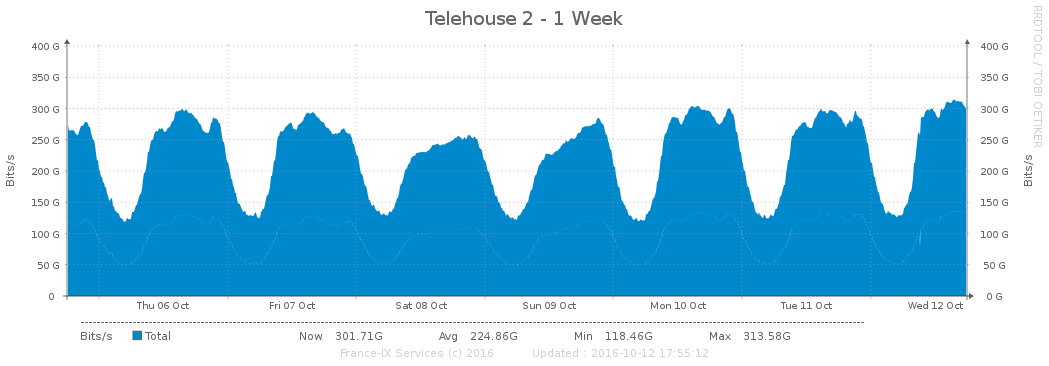 Telehouse 2 - 1 Week
RRDTOOL / TOBI OETIKER
400 G 400 G
350 G 350 G
300 G 300 G
250 G 250 G
200 G 200 G
150 G 150 G
100 G 100 G
50 G 50 G
0 0 G
Bits/s
Bits/s
Thu 06 Oct Fri 07 Oct Sat 08 Oct Sun 09 Oct Mon 10 Oct Tue 11 Oct Wed 12 Oct
Bits/s Total Now 301.71G Avg 224.86G Min 118.46G Max 313.58G
France-IX Services (c) 2016 Updated : 2016-10-12 17:55:12